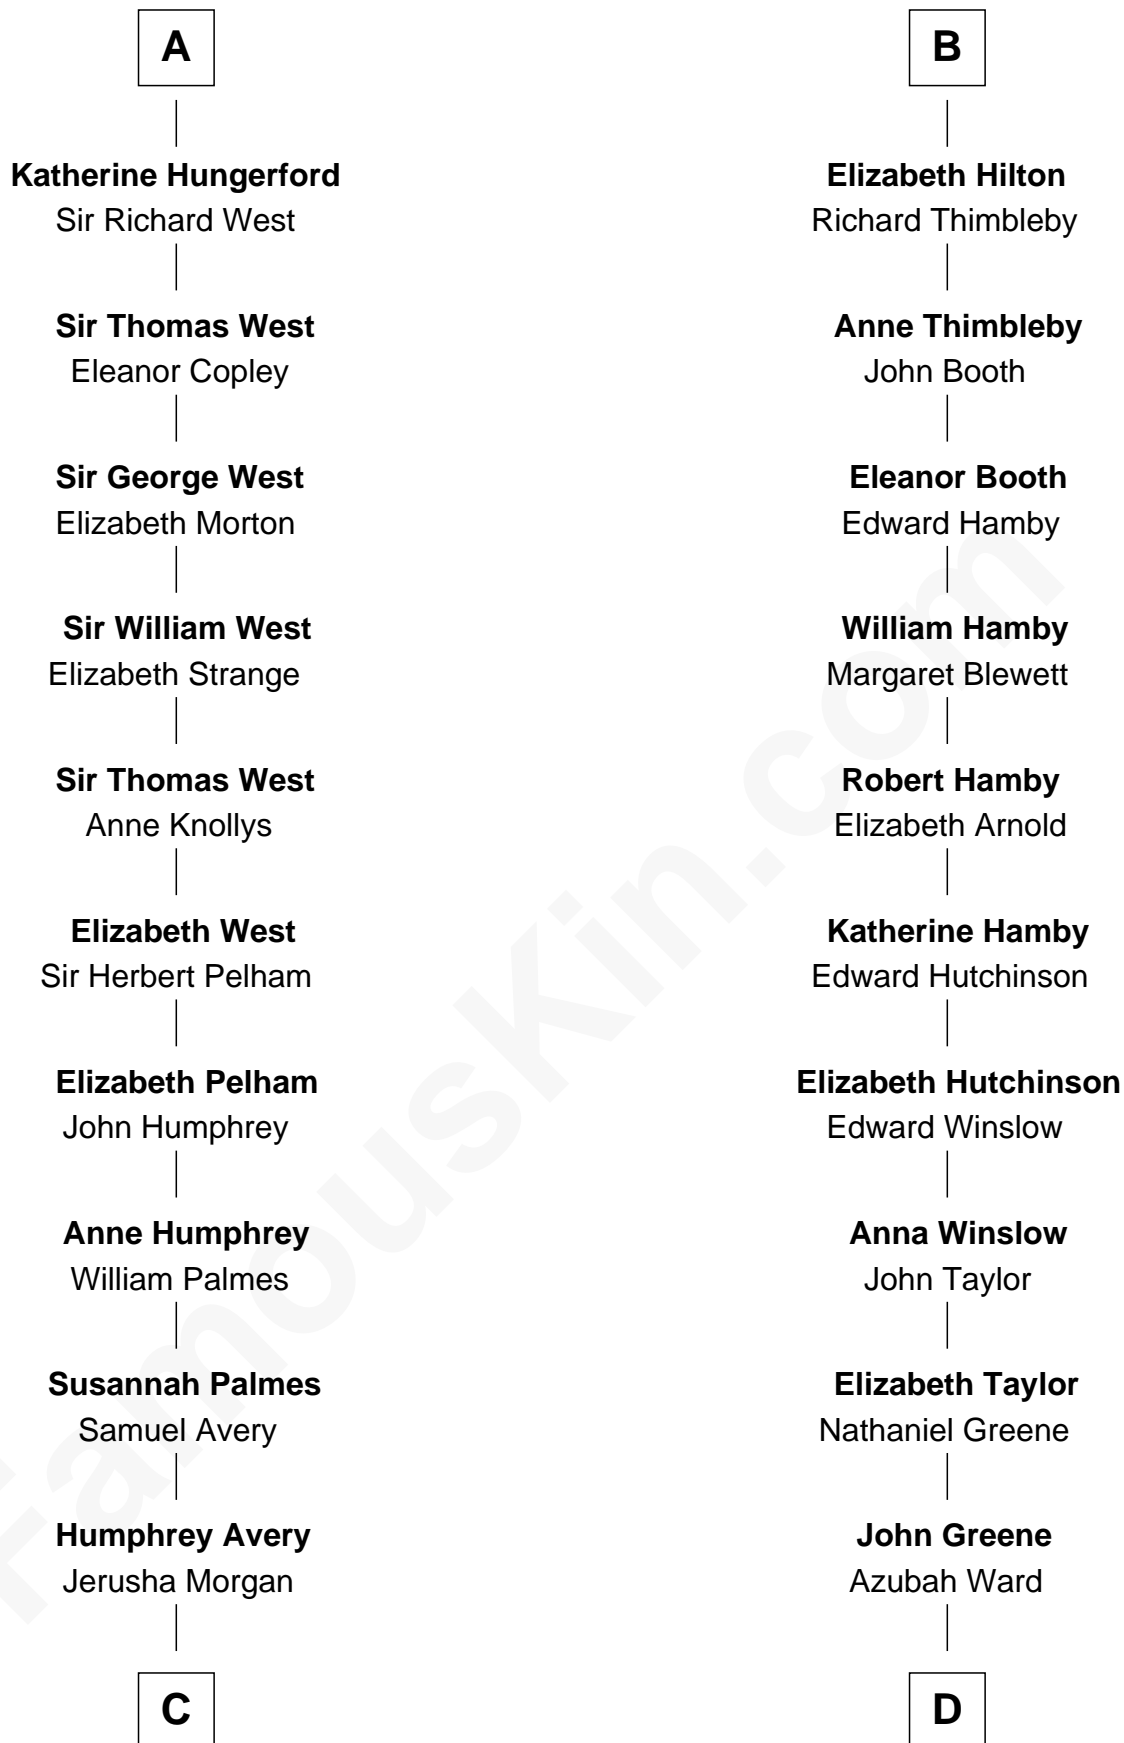 A
Katherine Hungerford
Sir Richard West
Sir Thomas West
Eleanor Copley
Sir George West
Elizabeth Morton
Sir William West
Elizabeth Strange
Sir Thomas West
Anne Knollys
Elizabeth West
Sir Herbert Pelham
Elizabeth Pelham
John Humphrey
Anne Humphrey
William Palmes
Susannah Palmes
Samuel Avery
Humphrey Avery
Jerusha Morgan
C
B
Elizabeth Hilton
Richard Thimbleby
Anne Thimbleby
John Booth
Eleanor Booth
Edward Hamby
William Hamby
Margaret Blewett
Robert Hamby
Elizabeth Arnold
Katherine Hamby
Edward Hutchinson
Elizabeth Hutchinson
Edward Winslow
Anna Winslow
John Taylor
Elizabeth Taylor
Nathaniel Greene
John Greene
Azubah Ward
D
FamousKin.com